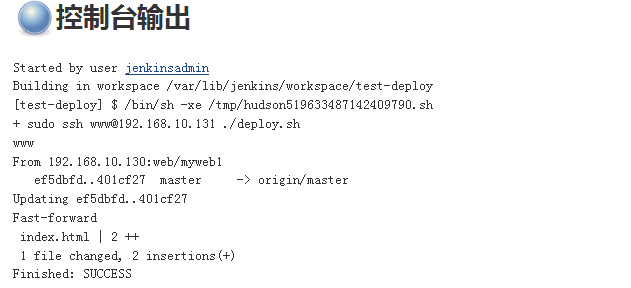 控制台输出
Started by user jenkinsadmin
Building in workspace /var/lib/jenkins/workspace/test-deploy
[test-deploy] $ /bin/sh -xe /tmp/hudson519633487142409790.sh
+ sudo ssh www@192.168.10.131 ./deploy.sh
www
From 192.168.10.130:web/myweb1
   ef5dbfd..401cf27  master     -> origin/master
Updating ef5dbfd..401cf27
Fast-forward
 index.html | 2 ++
 1 file changed, 2 insertions(+)
Finished: SUCCESS